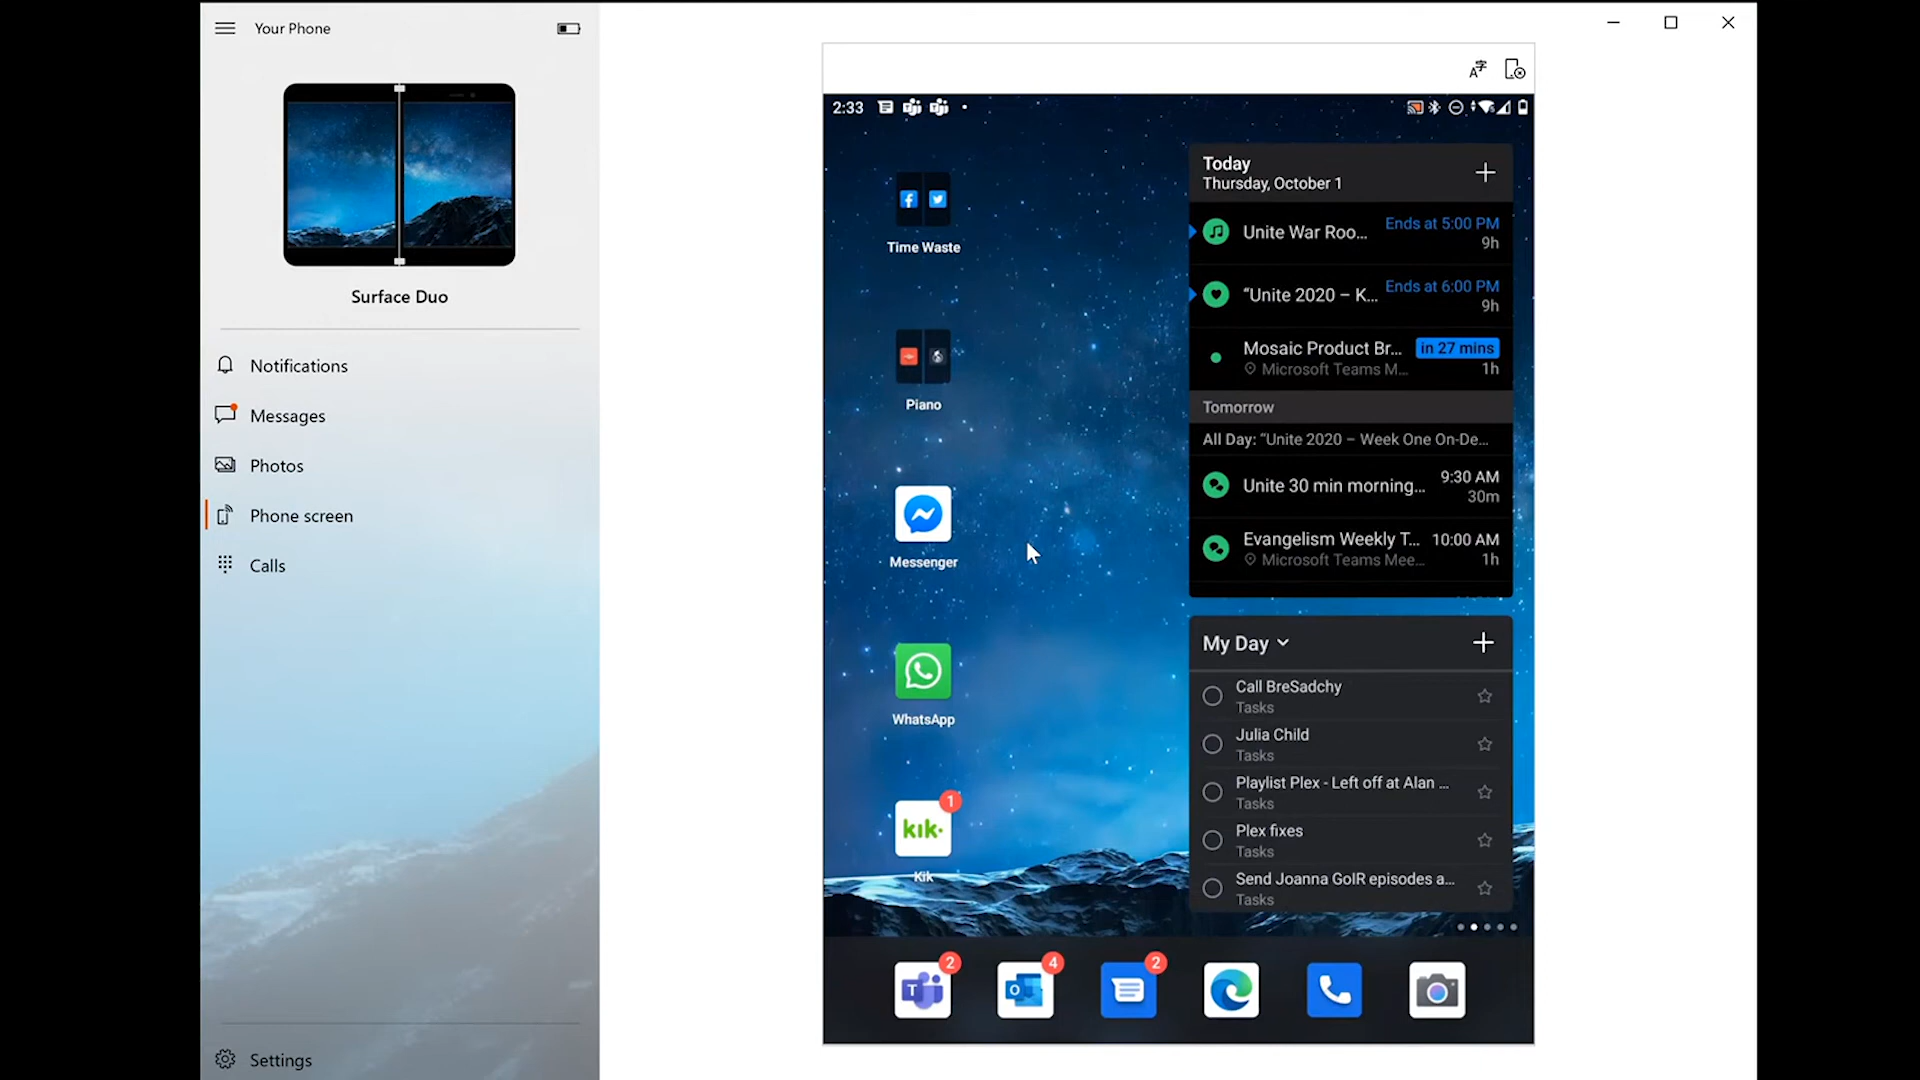 Your Phone
Surface Duo
Notifications
Messages
Photos
Phone screen
Calls
Settings
2:33
Time Waste
Piano
Messenger
WhatsApp
1
kik·
Kik
Today
Thursday, October 1
Unite War Roo... Ends at 5:00 PM
9h
“Unite 2020 – K... Ends at 6:00 PM
9h
Mosaic Product Br... in 27 mins
Microsoft Teams M... 1h
Tomorrow
All Day: “Unite 2020 – Week One On-De...
Unite 30 min morning... 9:30 AM
30m
Evangelism Weekly T... 10:00 AM
Microsoft Teams Mee... 1h
My Day
Call BreSadchy
Tasks
Julia Child
Tasks
Playlist Plex - Left off at Alan ...
Tasks
Plex fixes
Tasks
Send Joanna GoIR episodes a...
Tasks
2 4 2